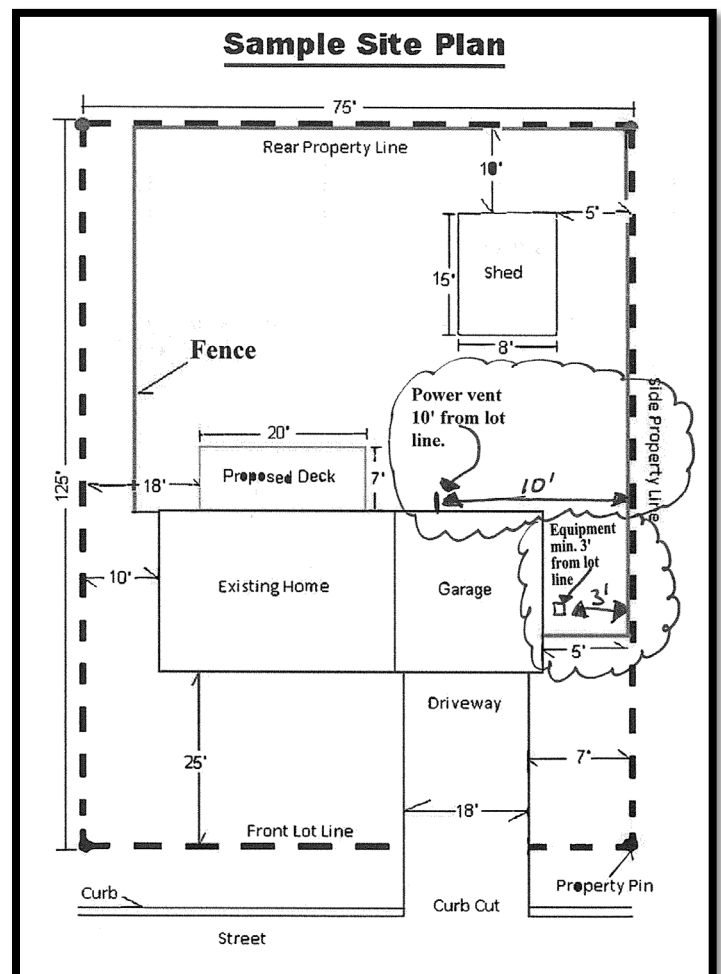 Sample Site Plan
75'
Rear Property Line
10'
5'
125'
15'
Shed
8'
Fence
Power vent
10' from lot
line.
Side Property Line
20'
18'
Proposed Deck
7'
10'
Equipment
min. 3'
from lot
line
3'
10'
Existing Home
Garage
5'
Driveway
25'
7'
18'
Front Lot Line
Curb
Property Pin
Curb Cut
Street